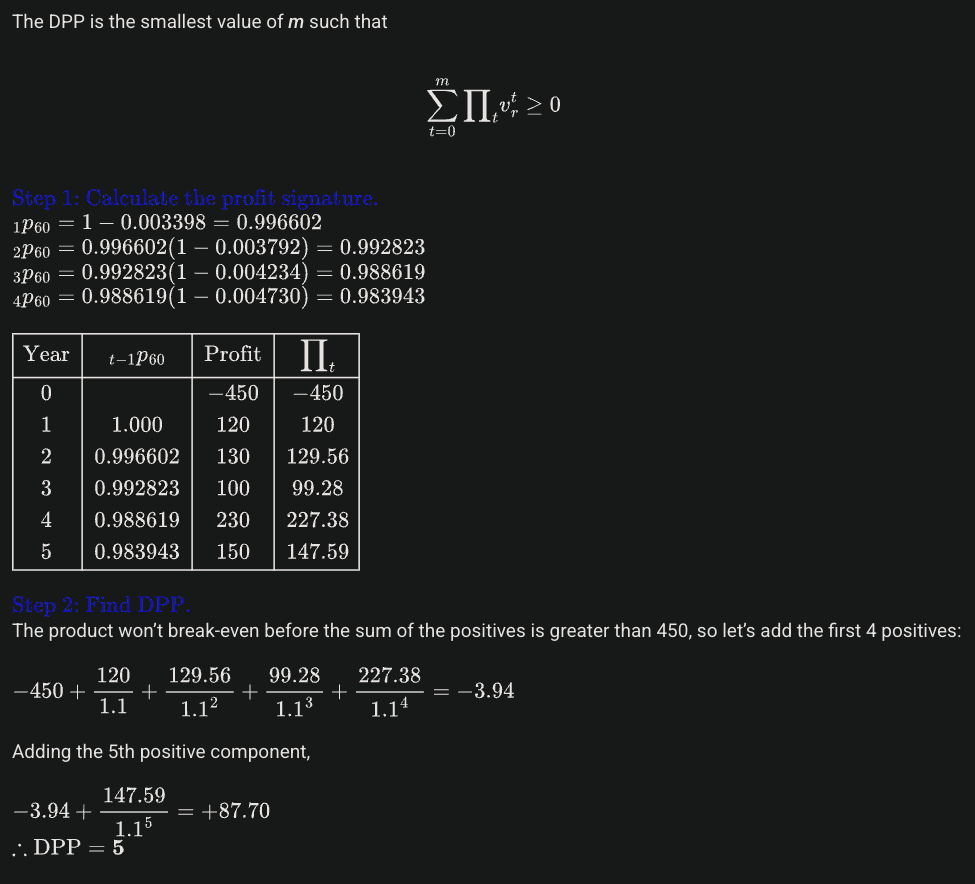 The DPP is the smallest value of m such that
$$\sum_{t=0}^{m} \prod_t v_r^t \geq 0$$
Step 1: Calculate the profit signature.
$_1p_{60} = 1 - 0.003398 = 0.996602$
$_2p_{60} = 0.996602(1 - 0.003792) = 0.992823$
$_3p_{60} = 0.992823(1 - 0.004234) = 0.988619$
$_4p_{60} = 0.988619(1 - 0.004730) = 0.983943$
Year | $_{t-1}p_{60}$ | Profit | $\prod_t$
0 | | −450 | −450
1 | 1.000 | 120 | 120
2 | 0.996602 | 130 | 129.56
3 | 0.992823 | 100 | 99.28
4 | 0.988619 | 230 | 227.38
5 | 0.983943 | 150 | 147.59
Step 2: Find DPP.
The product won’t break-even before the sum of the positives is greater than 450, so let’s add the first 4 positives:
$-450 + \frac{120}{1.1} + \frac{129.56}{1.1^2} + \frac{99.28}{1.1^3} + \frac{227.38}{1.1^4} = -3.94$
Adding the 5th positive component,
$-3.94 + \frac{147.59}{1.1^5} = +87.70$
∴ DPP = 5